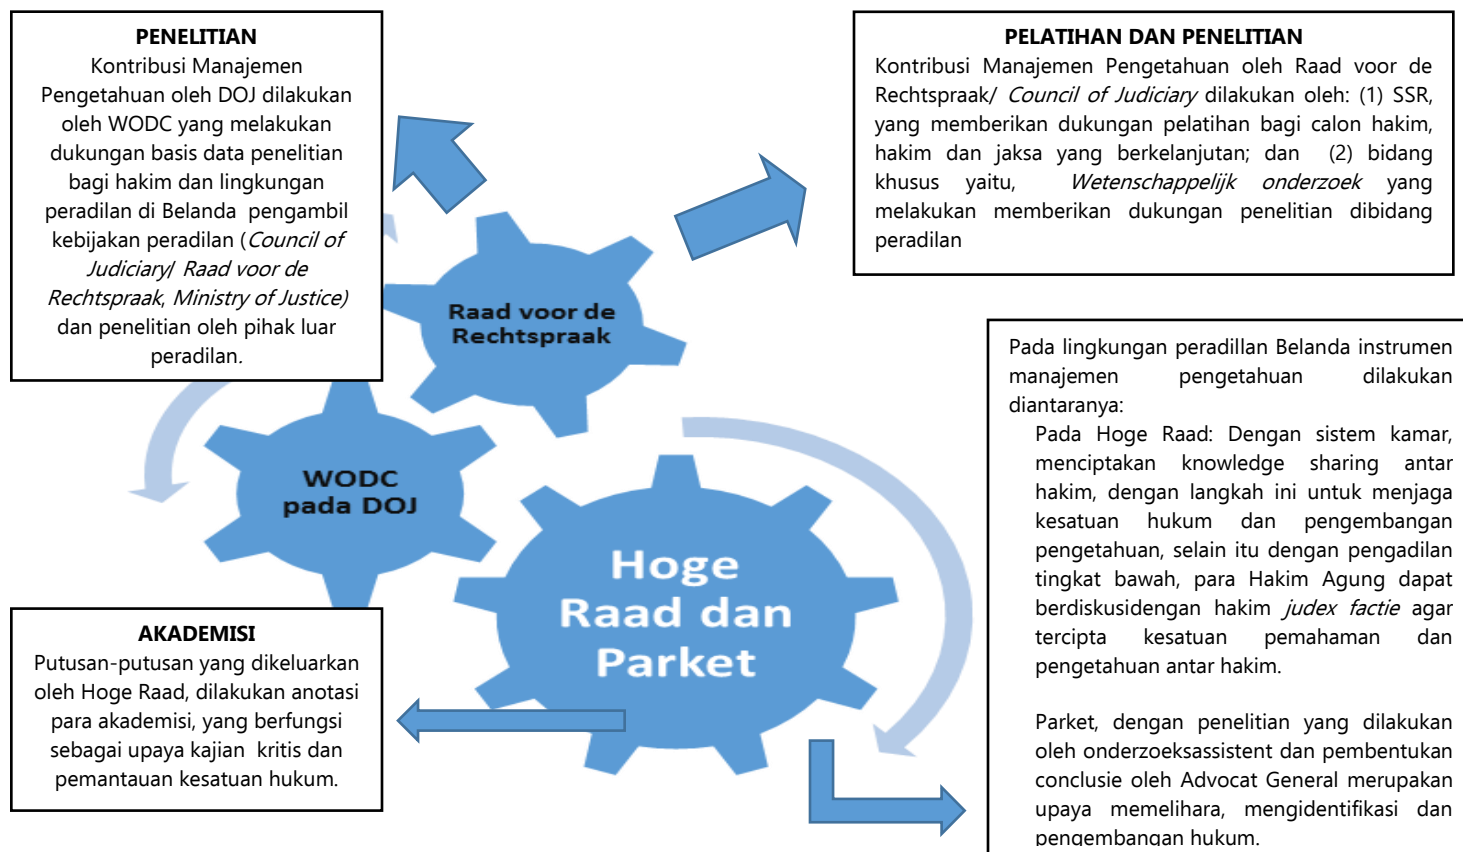 PENELITIAN
Kontribusi Manajemen
Pengetahuan oleh DOJ dilakukan
oleh WODC yang melakukan
dukungan basis data penelitian
bagi hakim dan lingkungan
peradilan di Belanda  pengambil
kebijakan peradilan (Council of
Judiciary/ Raad voor de
Rechtspraak, Ministry of Justice)
dan penelitian oleh pihak luar
peradilan.
PELATIHAN DAN PENELITIAN
Kontribusi Manajemen Pengetahuan oleh Raad voor de
Rechtspraak/ Council of Judiciary dilakukan oleh: (1) SSR,
yang memberikan dukungan pelatihan bagi calon hakim,
hakim dan jaksa yang berkelanjutan; dan (2) bidang
khusus yaitu, Wetenschappelijk onderzoek yang
melakukan memberikan dukungan penelitian dibidang
peradilan
Raad voor de
Rechtspraak
WODC
pada DOJ
Hoge
Raad dan
Parket
Pada lingkungan peradillan Belanda instrumen
manajemen pengetahuan dilakukan
diantaranya:
Pada Hoge Raad: Dengan sistem kamar,
menciptakan knowledge sharing antar
hakim, dengan langkah ini untuk menjaga
kesatuan hukum dan pengembangan
pengetahuan, selain itu dengan pengadilan
tingkat bawah, para Hakim Agung dapat
berdiskusidengan hakim judex factie agar
tercipta kesatuan pemahaman dan
pengetahuan antar hakim.
Parket, dengan penelitian yang dilakukan
oleh onderzoeksassistent dan pembentukan
conclusie oleh Advocat General merupakan
upaya memelihara, mengidentifikasi dan
pengembangan hukum.
AKADEMISI
Putusan-putusan yang dikeluarkan
oleh Hoge Raad, dilakukan anotasi
para akademisi, yang berfungsi
sebagai upaya kajian  kritis dan
pemantauan kesatuan hukum.